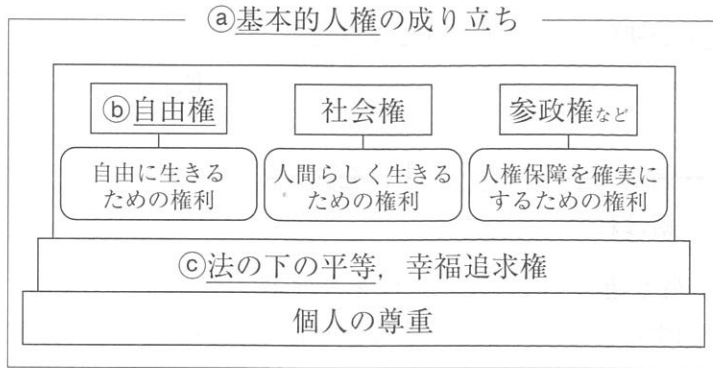 ⓐ基本的人権の成り立ち
ⓑ自由権
社会権
参政権など
自由に生きる
ための権利
人間らしく生きる
ための権利
人権保障を確実に
するための権利
ⓒ法の下の平等，幸福追求権
個人の尊重